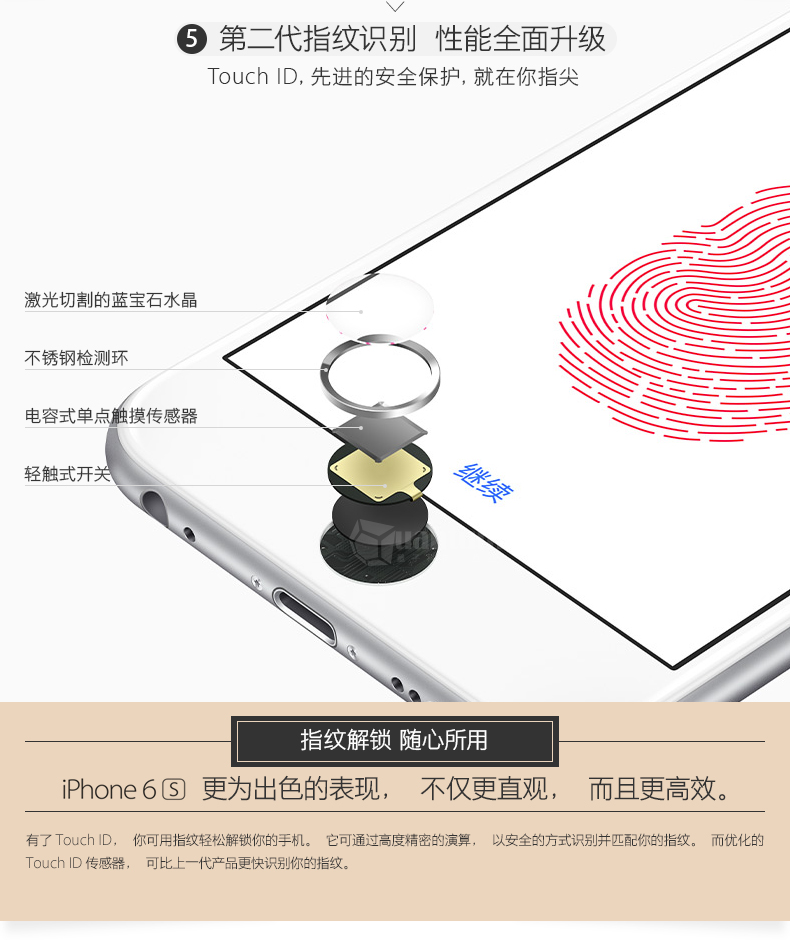 5 第二代指纹识别 性能全面升级
Touch ID, 先进的安全保护, 就在你指尖
激光切割的蓝宝石水晶
不锈钢检测环
电容式单点触摸传感器
轻触式开关
继续
指纹解锁 随心所用
iPhone 6 S 更为出色的表现， 不仅更直观， 而且更高效。
有了 Touch ID， 你可用指纹轻松解锁你的手机。 它可通过高度精密的演算， 以安全的方式识别并匹配你的指纹。 而优化的
Touch ID 传感器， 可比上一代产品更快识别你的指纹。